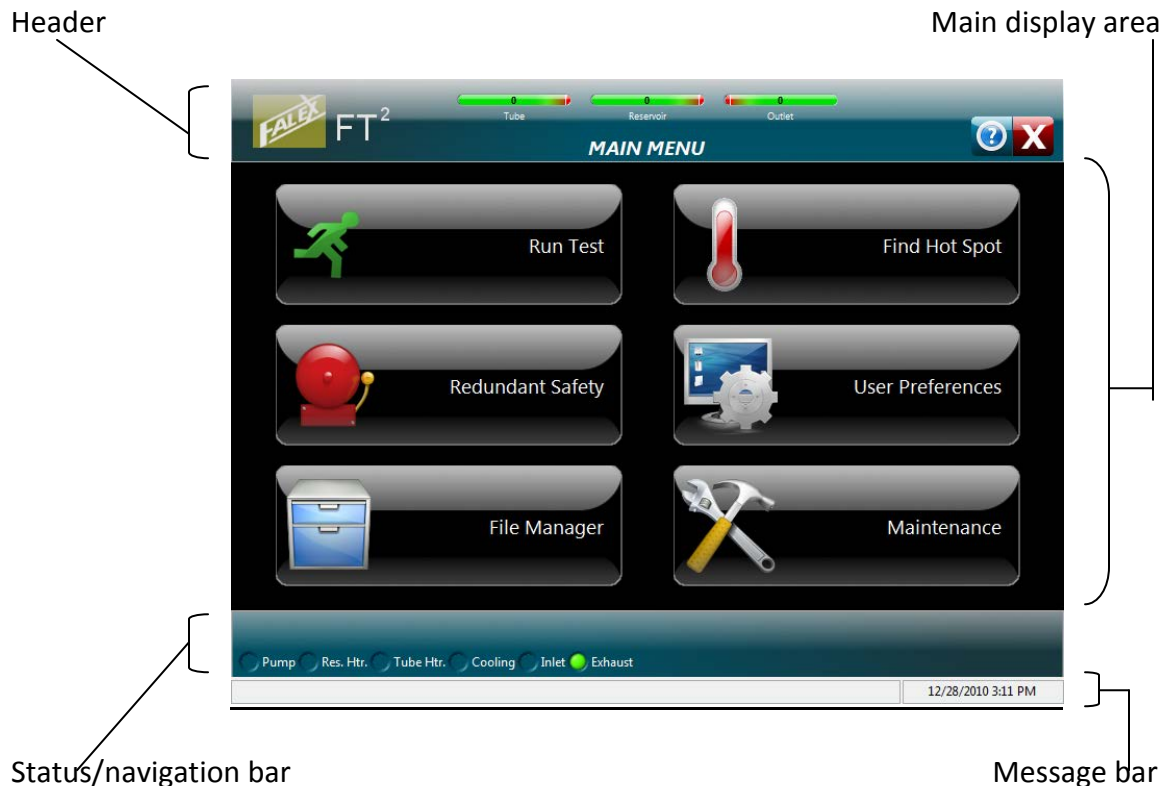 Header
Main display area
FALEX FT2
0 0 0
Tube Reservoir Outlet
MAIN MENU
? X
Run Test
Find Hot Spot
Redundant Safety
User Preferences
File Manager
Maintenance
Pump Res. Htr. Tube Htr. Cooling Inlet Exhaust
12/28/2010 3:11 PM
Status/navigation bar
Message bar